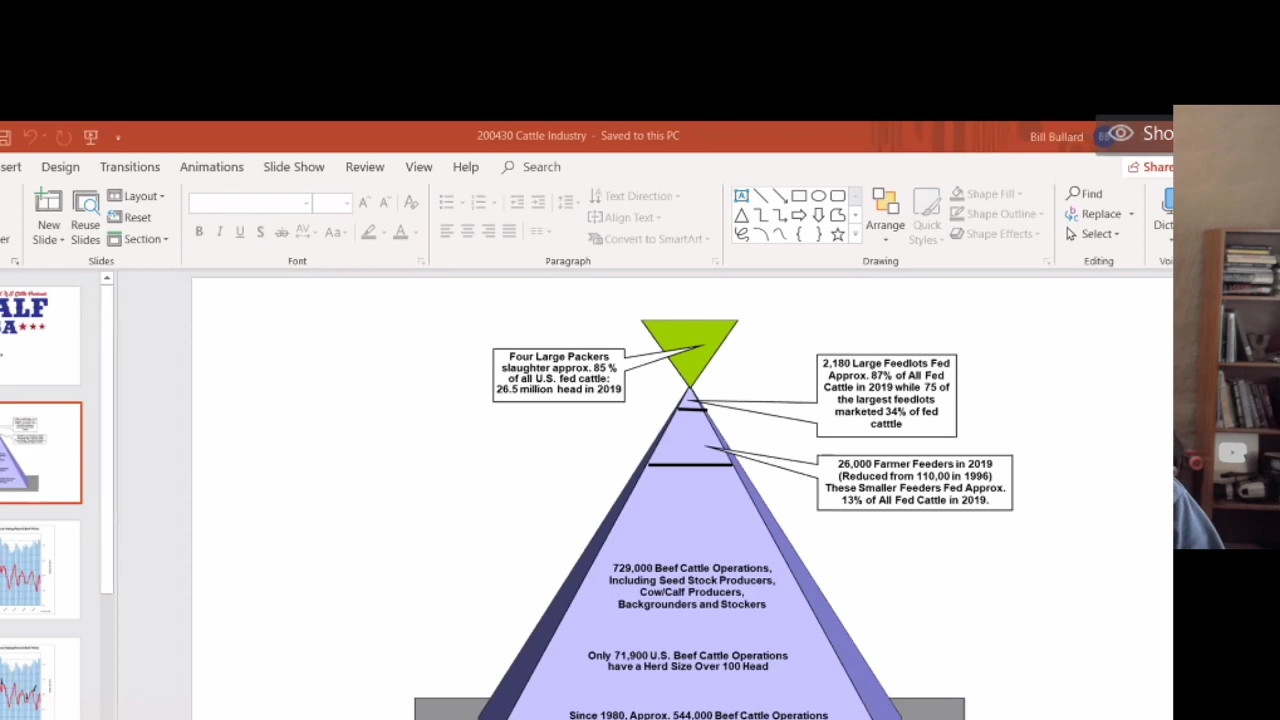 200430 Cattle Industry - Saved to this PC
Bill Bullard
Sho
Design Transitions Animations Slide Show Review View Help Search
Share
New Slide
Reuse Slides
Layout
Reset
Section
Slides
B I U S ab AV Aa A
Font
Text Direction
Align Text
Convert to SmartArt
Paragraph
Arrange
Quick Styles
Shape Fill
Shape Outline
Shape Effects
Drawing
Find
Replace
Select
Editing
Dict
ALF
SA
Four Large Packers
slaughter approx. 85 %
of all U.S. fed cattle:
26.5 million head in 2019
2,180 Large Feedlots Fed
Approx. 87% of All Fed
Cattle in 2019 while 75 of
the largest feedlots
marketed 34% of fed
catttle
26,000 Farmer Feeders in 2019
(Reduced from 110,00 in 1996)
These Smaller Feeders Fed Approx.
13% of All Fed Cattle in 2019.
729,000 Beef Cattle Operations,
Including Seed Stock Producers,
Cow/Calf Producers,
Backgrounders and Stockers
Only 71,900 U.S. Beef Cattle Operations
have a Herd Size Over 100 Head
Since 1980, Approx. 544,000 Beef Cattle Operations